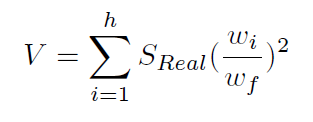 V = \sum_{i=1}^{h} S_{Real}(\frac{w_i}{w_f})^2